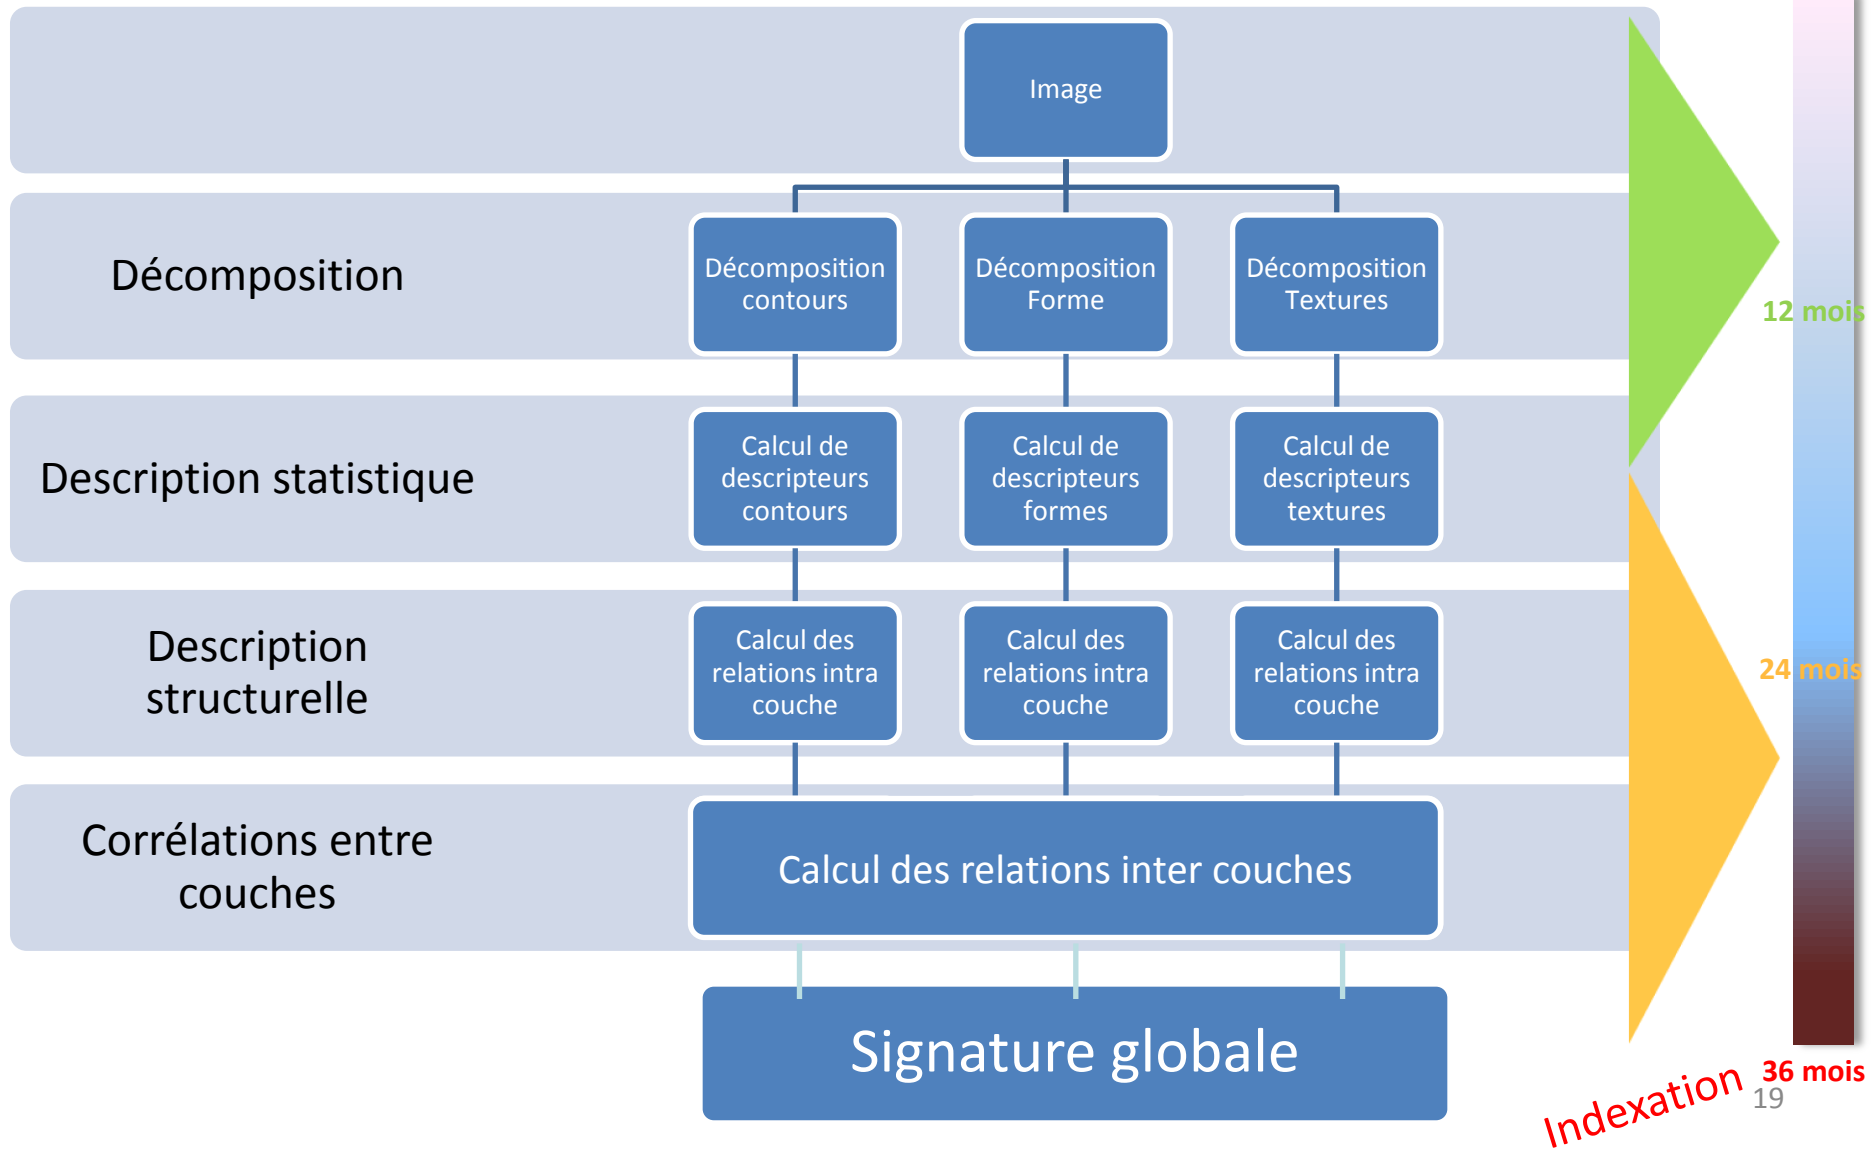 Image
Décomposition
Décomposition
contours
Décomposition
Forme
Décomposition
Textures
12 mois
Description statistique
Calcul de
descripteurs
contours
Calcul de
descripteurs
formes
Calcul de
descripteurs
textures
Description
structurelle
Calcul des
relations intra
couche
Calcul des
relations intra
couche
Calcul des
relations intra
couche
24 mois
Corrélations entre
couches
Calcul des relations inter couches
Signature globale
Indexation
36 mois
19